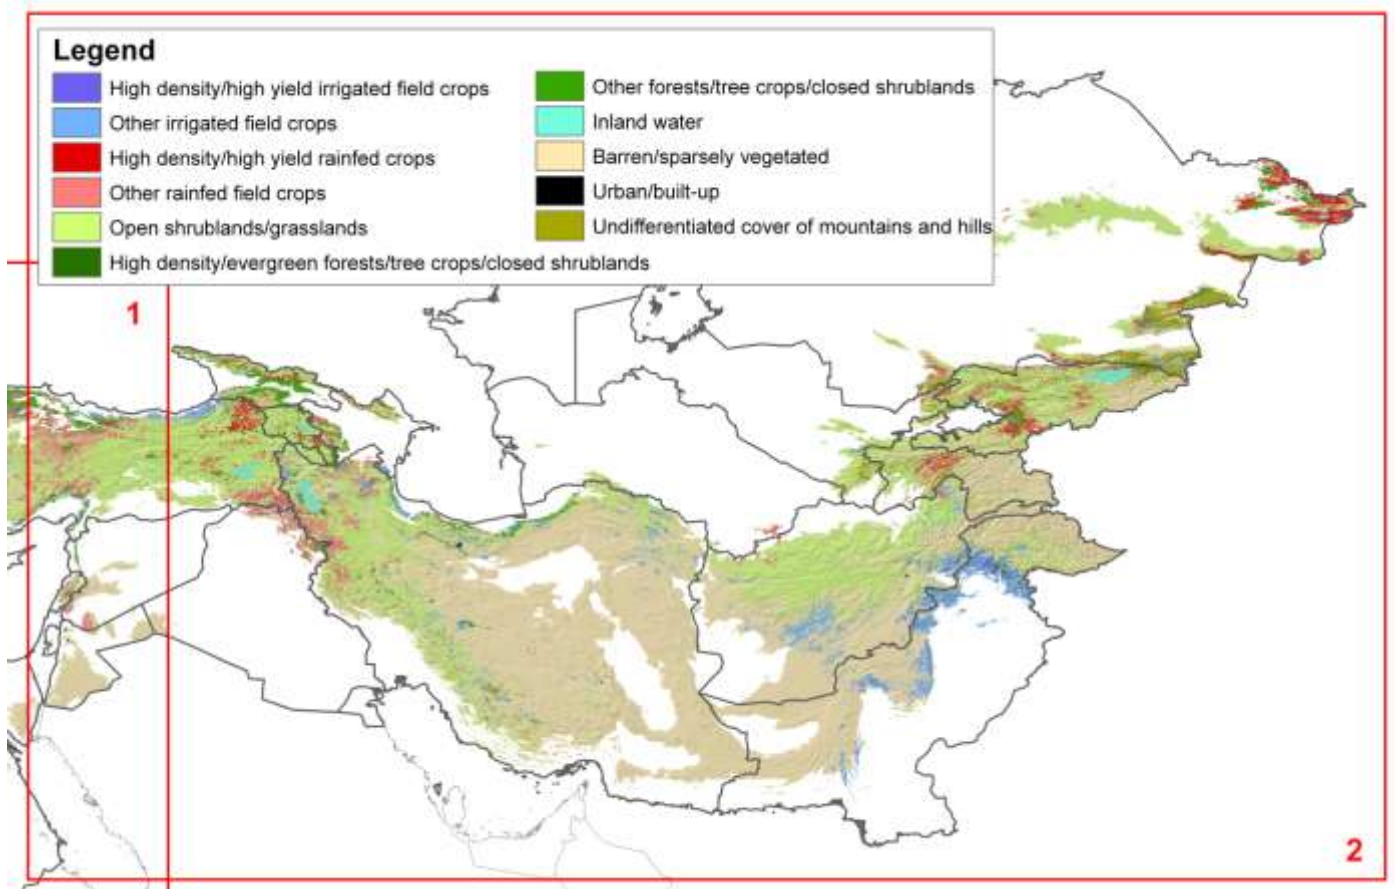 Legend
High density/high yield irrigated field crops
Other irrigated field crops
High density/high yield rainfed crops
Other rainfed field crops
Open shrublands/grasslands
High density/evergreen forests/tree crops/closed shrublands
Other forests/tree crops/closed shrublands
Inland water
Barren/sparsely vegetated
Urban/built-up
Undifferentiated cover of mountains and hills
1
2